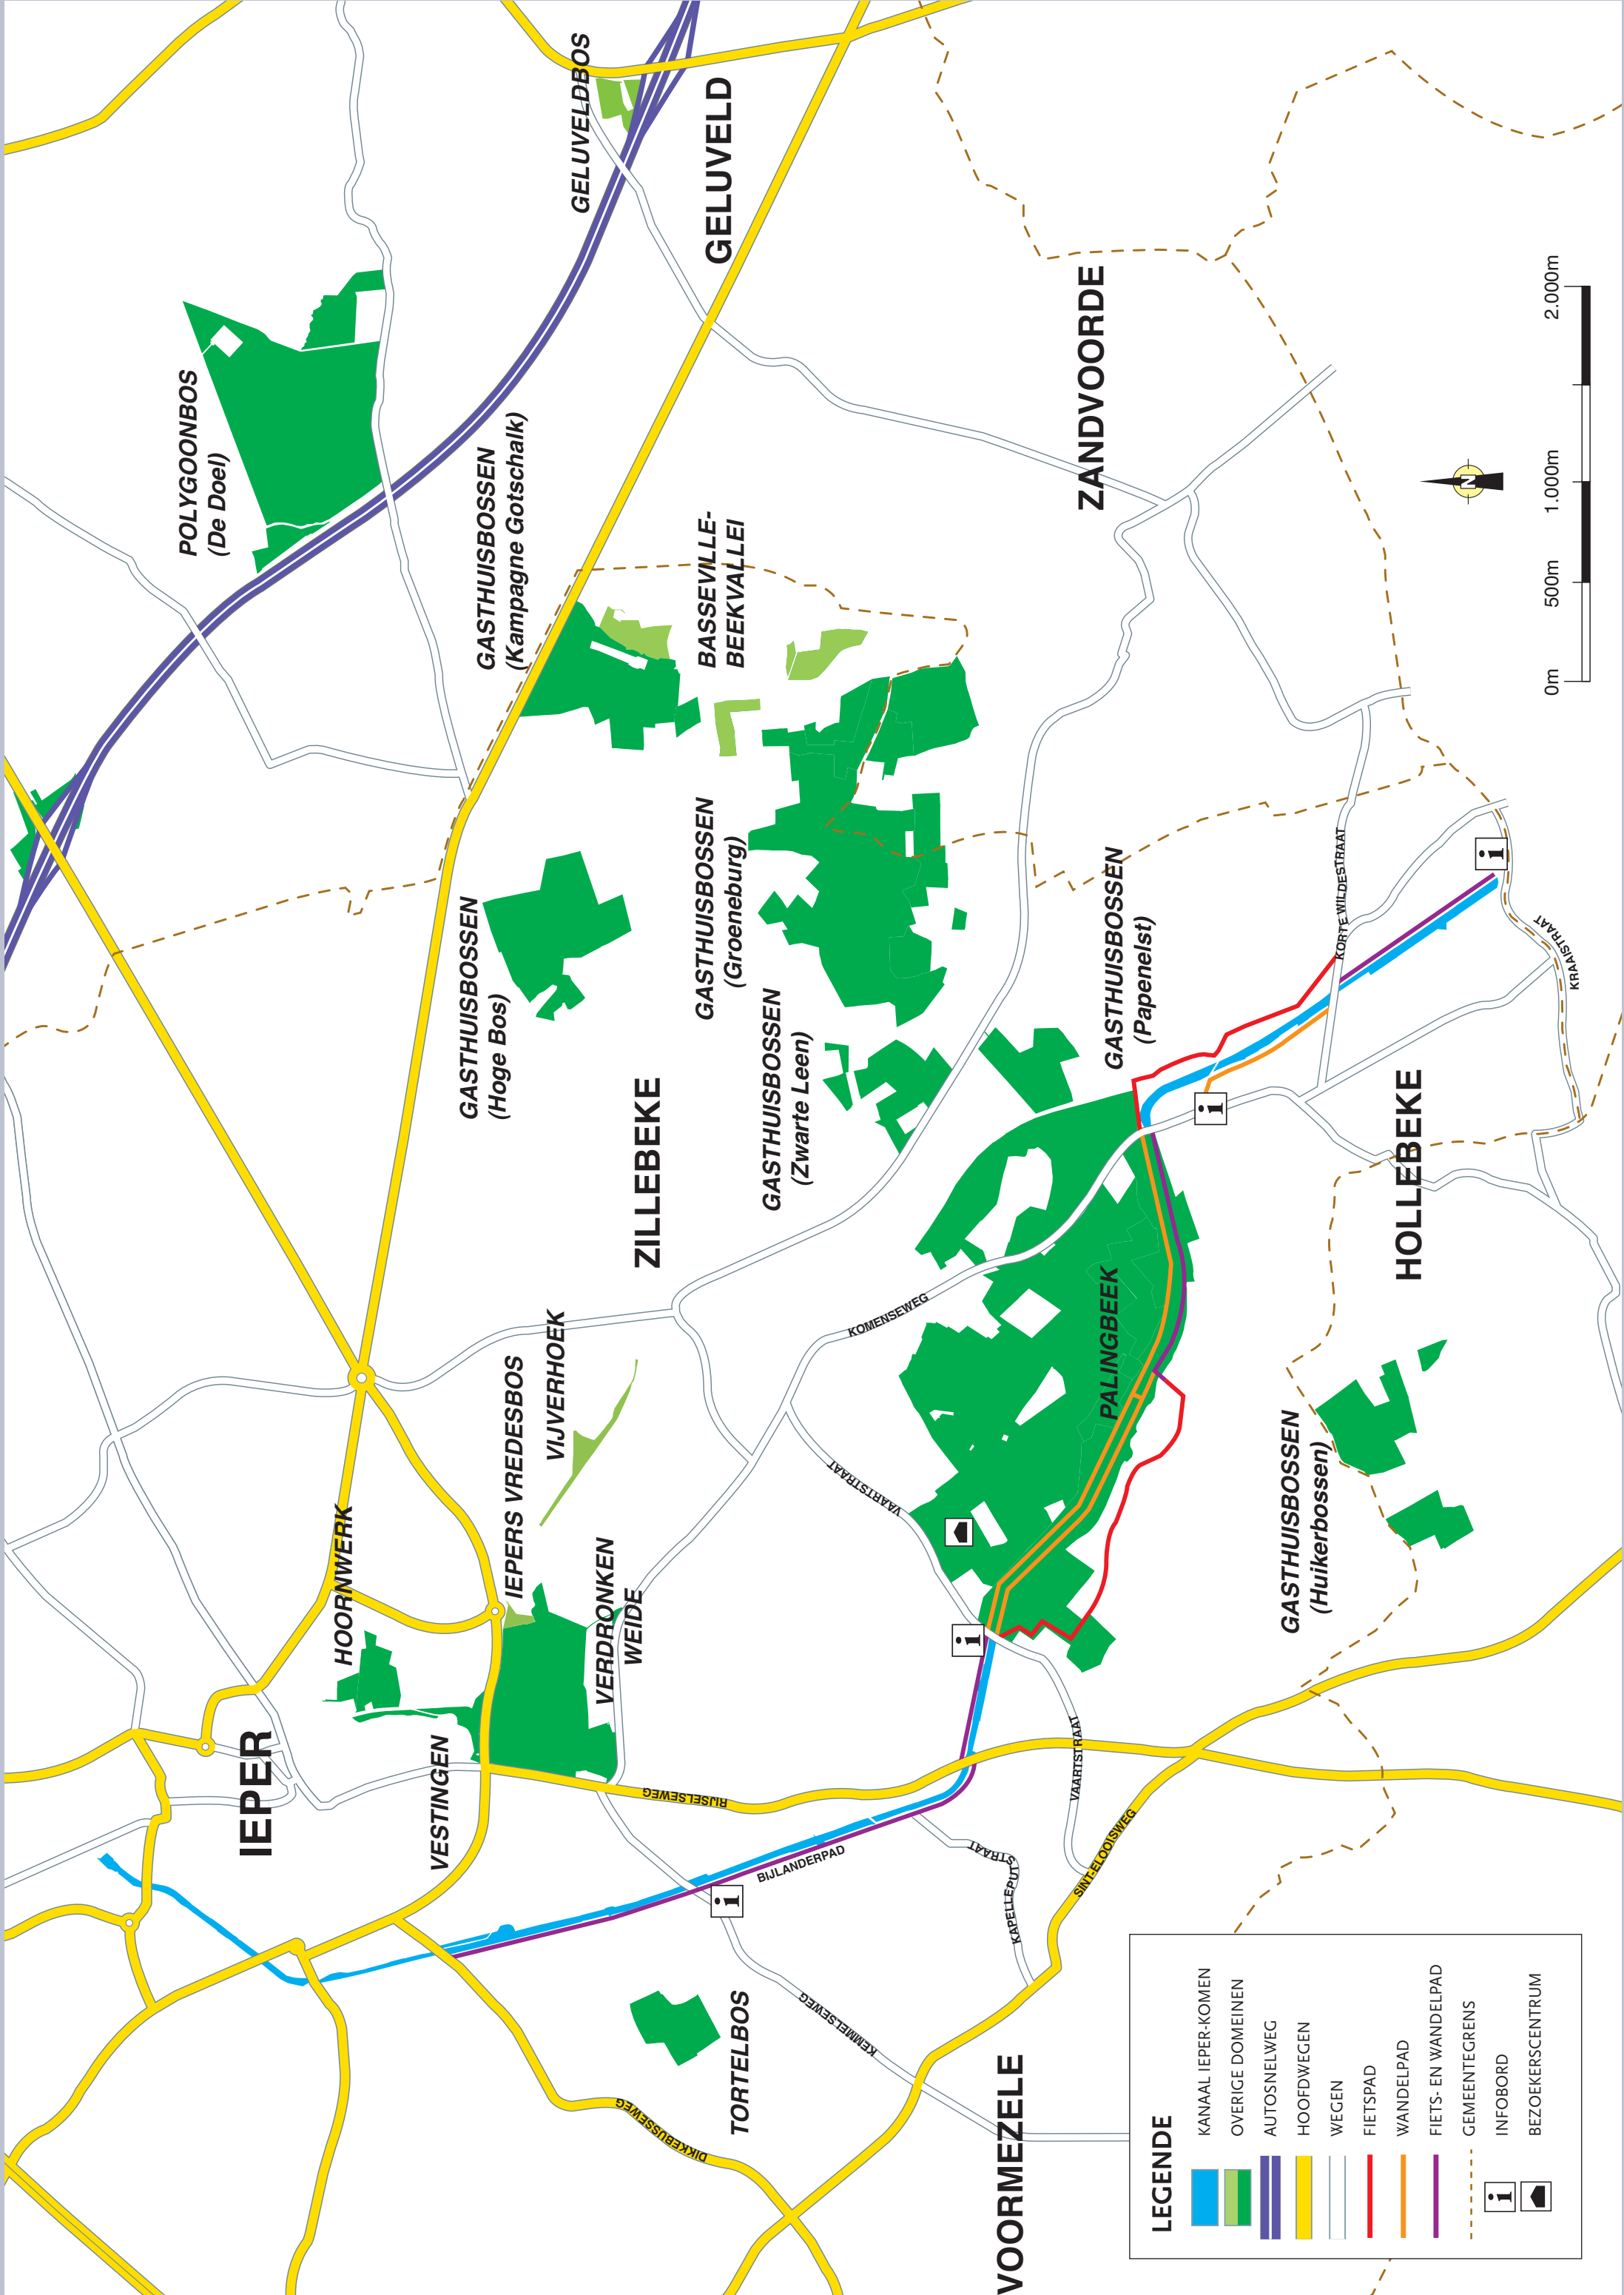 IEPER
HOORNWERK
VESTINGEN
IEPERS VREDESBOS
VIJVERHOEK
VERDRONKEN
WEIDE
POLYGOONBOS
(De Doel)
GASTHUISBOSSEN
(Kampagne Gotschalk)
GELUVELDBOS
GELUVELD
BASSEVILLE-
BEEKVALLEI
GASTHUISBOSSEN
(Hoge Bos)
GASTHUISBOSSEN
(Groeneburg)
GASTHUISBOSSEN
(Zwarte Leen)
ZILLEBEKE
ZANDVOORDE
GASTHUISBOSSEN
(Papenelst)
PALINGBEEK
KOMENSEWEG
VAARTSTRAAT
RIJSELSEWEG
BIJLANDERPAD
TORTELBOS
KEMMELSEWEG
DIKKEBUSSEWEG
VOORMEZELE
KAPELLEPUT
STRAAT
VAARTSTRAAT
SINT-ELOOISWEG
GASTHUISBOSSEN
(Huikerbossen)
HOLLEBEKE
KORTE WILDESTRAAT
KRAAISTRAAT
i
i
i
i
N
0m
500m
1.000m
2.000m
LEGENDE
KANAAL IEPER-KOMEN
OVERIGE DOMEINEN
AUTOSNELWEG
HOOFDWEGEN
WEGEN
FIETSPAD
WANDELPAD
FIETS- EN WANDELPAD
GEMEENTEGRENS
i INFOBORD
BEZOEKERSCENTRUM